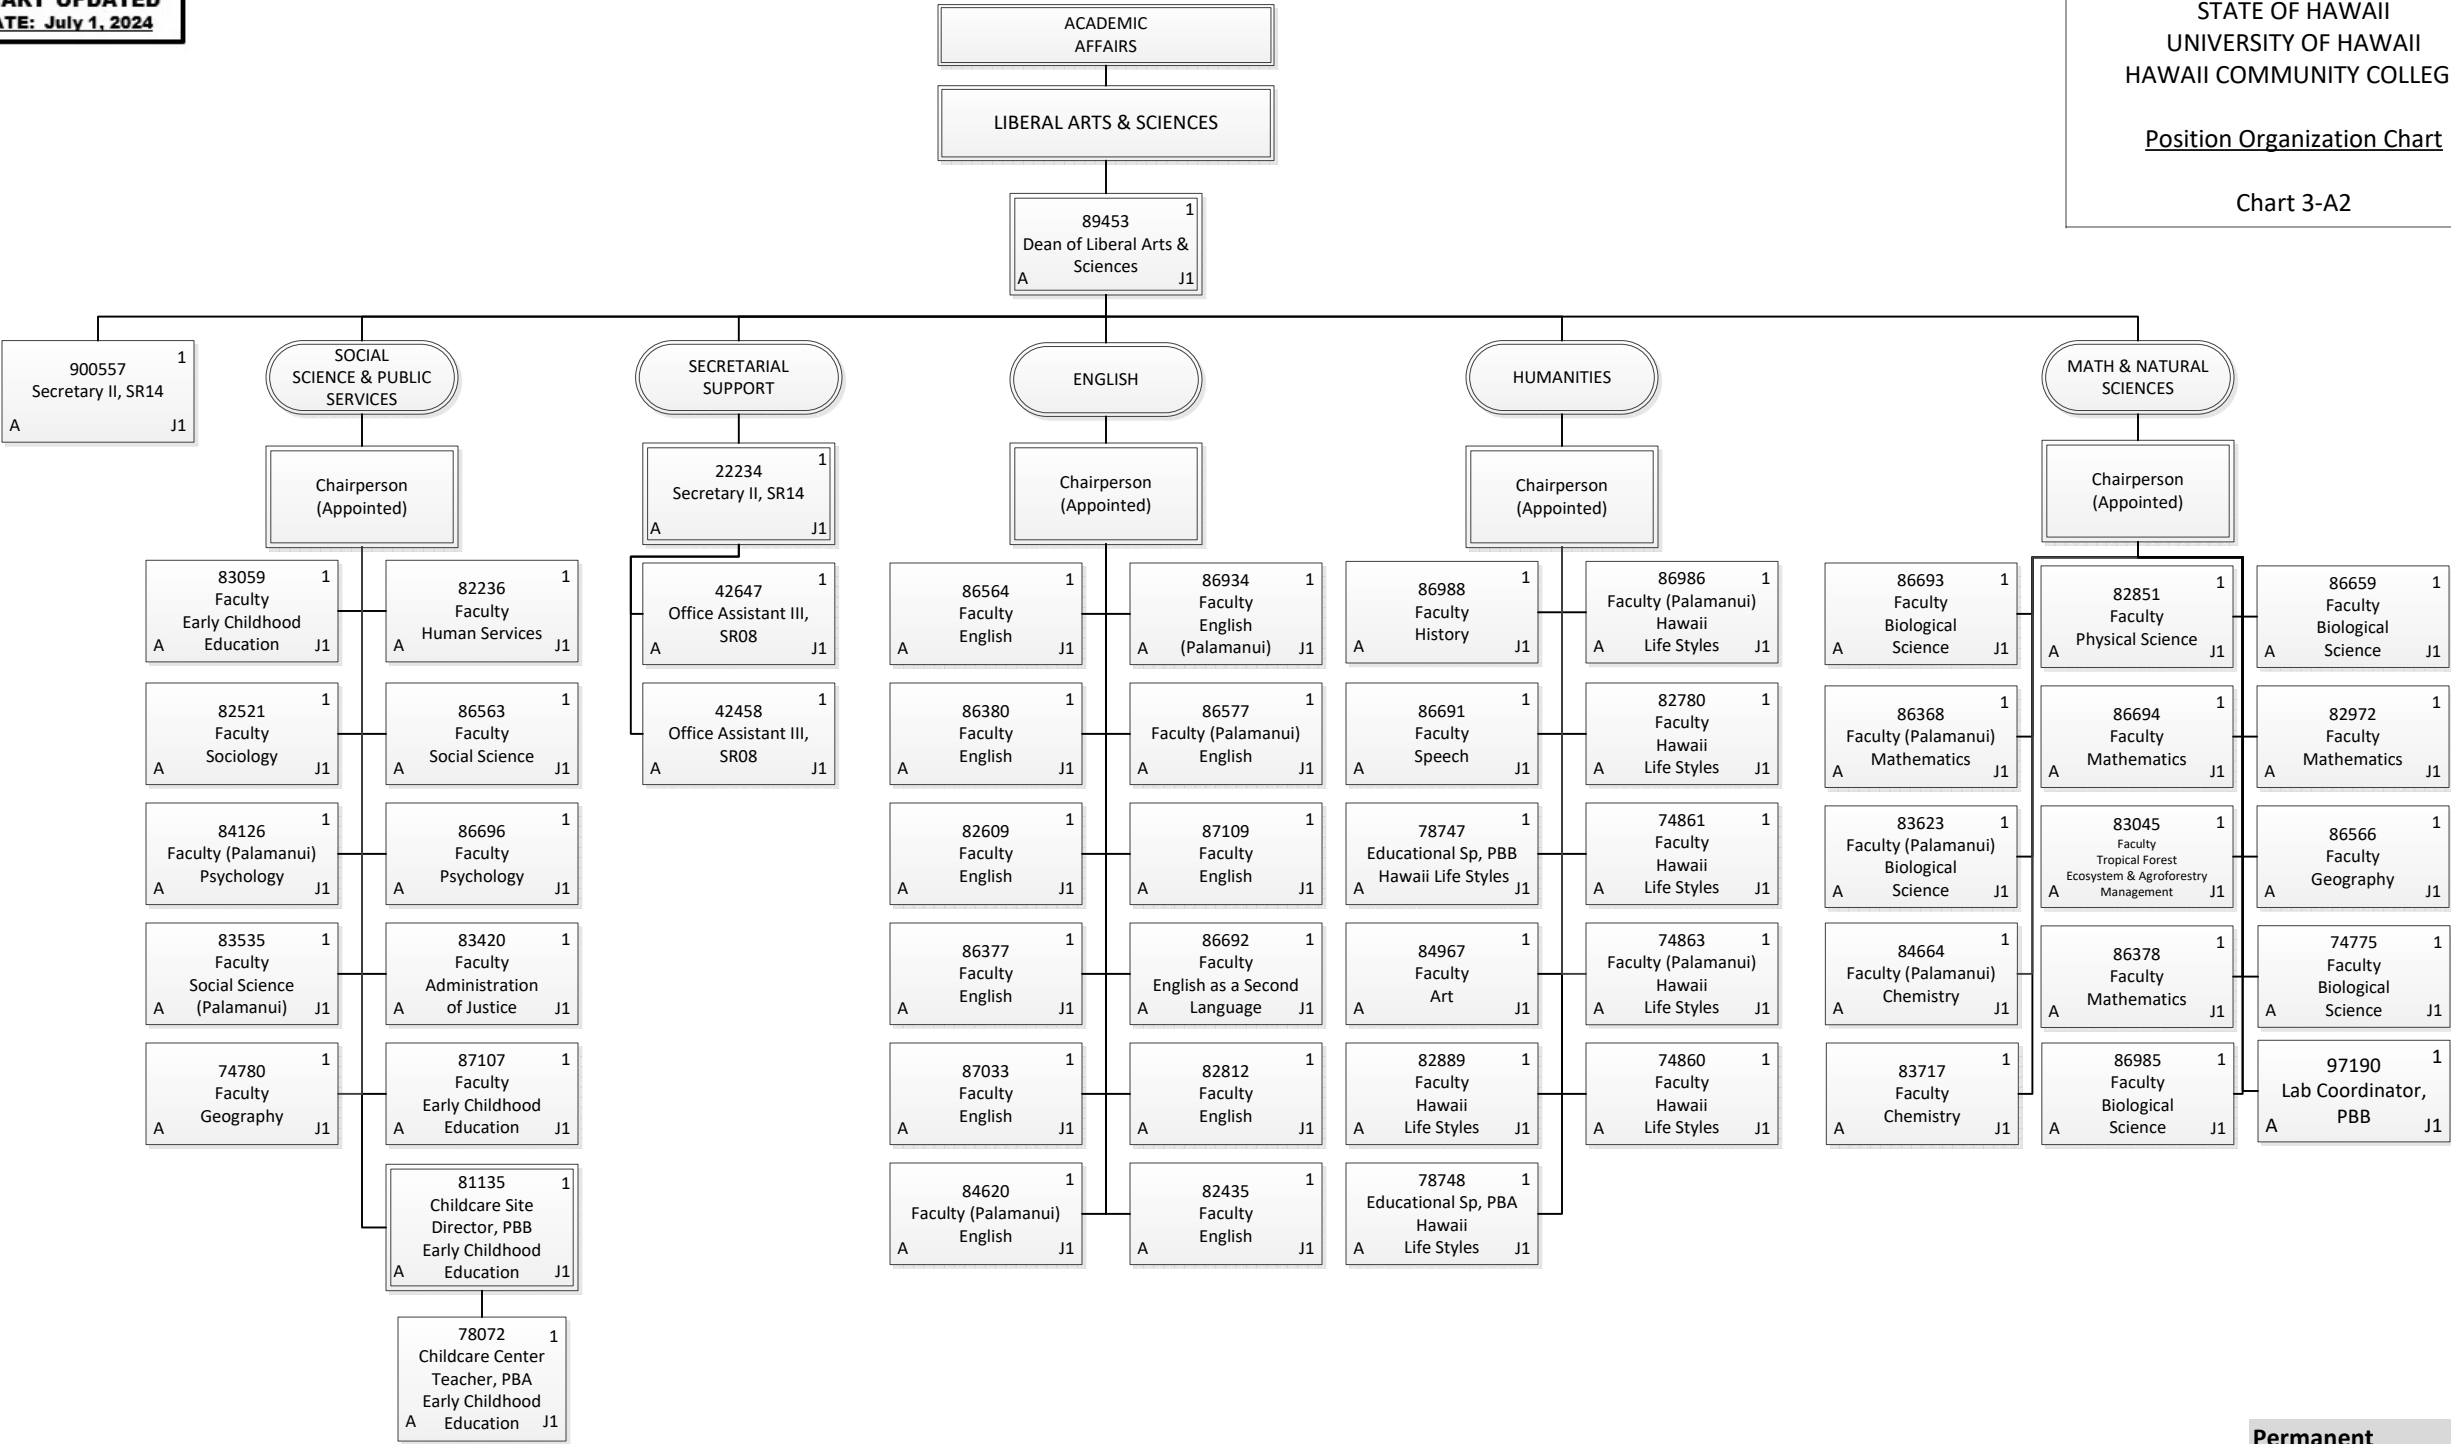 DATE: July 1, 2024
ACADEMIC
AFFAIRS
LIBERAL ARTS & SCIENCES
STATE OF HAWAII
UNIVERSITY OF HAWAII
HAWAII COMMUNITY COLLEG
Position Organization Chart
Chart 3-A2
89453 1
Dean of Liberal Arts &
Sciences
A J1
900557 1
Secretary II, SR14
A J1
SOCIAL
SCIENCE & PUBLIC
SERVICES
SECRETARIAL
SUPPORT
ENGLISH
HUMANITIES
MATH & NATURAL
SCIENCES
Chairperson
(Appointed)
83059 1
Faculty
Early Childhood
A Education J1
82236 1
Faculty
Human Services
A J1
82521 1
Faculty
Sociology
A J1
86563 1
Faculty
Social Science
A J1
84126 1
Faculty (Palamanui)
Psychology
A J1
86696 1
Faculty
Psychology
A J1
83535 1
Faculty
Social Science
A (Palamanui) J1
83420 1
Faculty
Administration
A of Justice J1
74780 1
Faculty
Geography
A J1
87107 1
Faculty
Early Childhood
A Education J1
81135 1
Childcare Site
Director, PBB
Early Childhood
A Education J1
78072 1
Childcare Center
Teacher, PBA
Early Childhood
A Education J1
22234 1
Secretary II, SR14
A J1
42647 1
Office Assistant III,
SR08
A J1
42458 1
Office Assistant III,
SR08
A J1
Chairperson
(Appointed)
86564 1
Faculty
English
A J1
86934 1
Faculty
English
A (Palamanui) J1
86380 1
Faculty
English
A J1
86577 1
Faculty (Palamanui)
English
A J1
82609 1
Faculty
English
A J1
87109 1
Faculty
English
A J1
86377 1
Faculty
English
A J1
86692 1
Faculty
English as a Second
A Language J1
87033 1
Faculty
English
A J1
82812 1
Faculty
English
A J1
84620 1
Faculty (Palamanui)
English
A J1
82435 1
Faculty
English
A J1
Chairperson
(Appointed)
86988 1
Faculty
History
A J1
86986 1
Faculty (Palamanui)
Hawaii
A Life Styles J1
86691 1
Faculty
Speech
A J1
82780 1
Faculty
Hawaii
A Life Styles J1
78747 1
Educational Sp, PBB
Hawaii Life Styles
A J1
74861 1
Faculty
Hawaii
A Life Styles J1
84967 1
Faculty
Art
A J1
74863 1
Faculty (Palamanui)
Hawaii
A Life Styles J1
82889 1
Faculty
Hawaii
A Life Styles J1
74860 1
Faculty
Hawaii
A Life Styles J1
78748 1
Educational Sp, PBA
Hawaii
A Life Styles J1
Chairperson
(Appointed)
86693 1
Faculty
Biological
A Science J1
82851 1
Faculty
Physical Science
A J1
86659 1
Faculty
Biological
A Science J1
86368 1
Faculty (Palamanui)
Mathematics
A J1
86694 1
Faculty
Mathematics
A J1
82972 1
Faculty
Mathematics
A J1
83623 1
Faculty (Palamanui)
Biological
A Science J1
83045 1
Faculty
Tropical Forest
Ecosystem & Agroforestry
A Management J1
86566 1
Faculty
Geography
A J1
84664 1
Faculty (Palamanui)
Chemistry
A J1
86378 1
Faculty
Mathematics
A J1
74775 1
Faculty
Biological
A Science J1
83717 1
Faculty
Chemistry
A J1
86985 1
Faculty
Biological
A Science J1
97190 1
Lab Coordinator,
PBB
A J1
Permanent